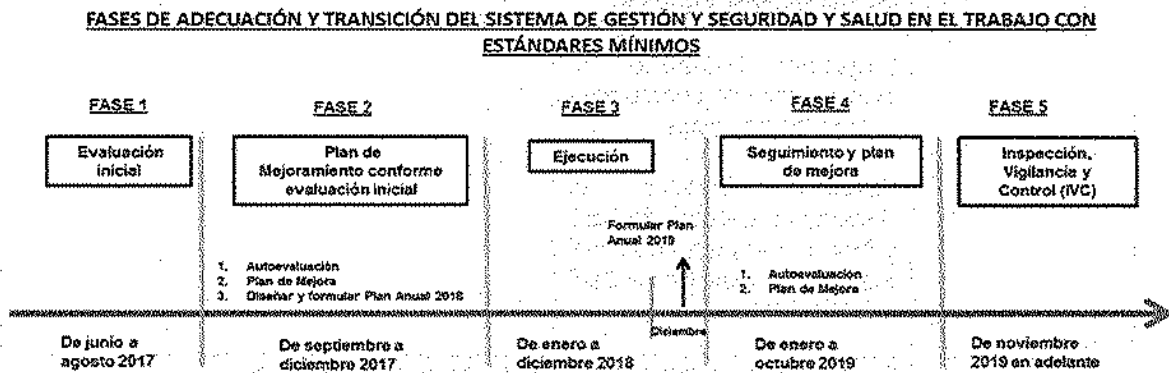 FASES DE ADECUACIÓN Y TRANSICIÓN DEL SISTEMA DE GESTIÓN Y SEGURIDAD Y SALUD EN EL TRABAJO CON
ESTÁNDARES MÍNIMOS
FASE 1
Evaluación
inicial
De junio a
agosto 2017
FASE 2
Plan de
Mejoramiento conforme
evaluación inicial
1. Autoevaluación
2. Plan de Mejora
3. Diseñar y formular Plan Anual 2018
De septiembre a
diciembre 2017
FASE 3
Ejecución
Formular Plan
Anual 2019
Diciembre
De enero a
diciembre 2018
FASE 4
Seguimiento y plan
de mejora
1. Autoevaluación
2. Plan de Mejora
De enero a
octubre 2019
FASE 5
Inspección,
Vigilancia y
Control (IVC)
De noviembre
2019 en adelante